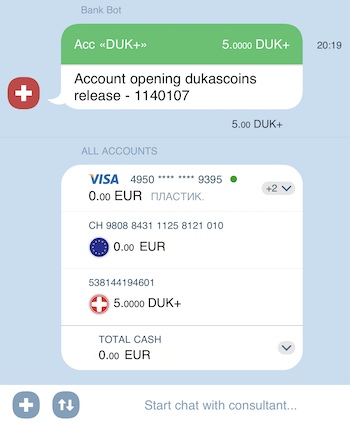 Bank Bot
Acc «DUK+» 5.0000 DUK+
20:19
Account opening dukascoins
release - 1140107
5.00 DUK+
ALL ACCOUNTS
VISA 4950 **** **** 9395
+2
0.00 EUR ПЛАСТИК.
CH 9808 8431 1125 8121 010
0.00 EUR
538144194601
5.0000 DUK+
TOTAL CASH
0.00 EUR
Start chat with consultant...